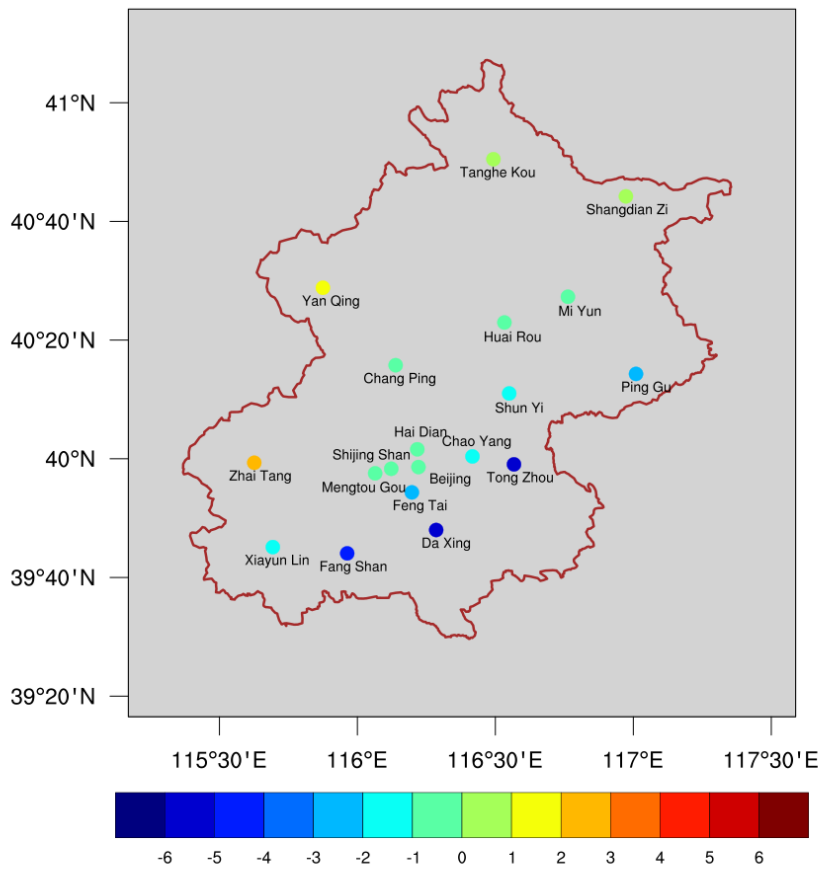 41°N
Tanghe Kou
Shangdian Zi
40°40'N
Yan Qing
Mi Yun
Huai Rou
40°20'N
Chang Ping
Ping Gu
Shun Yi
Hai Dian
Chao Yang
Shijing Shan
40°N
Zhai Tang
Beijing
Tong Zhou
Mengtou Gou
Feng Tai
Da Xing
Xiayun Lin
Fang Shan
39°40'N
39°20'N
115°30'E 116°E 116°30'E 117°E 117°30'E
-6 -5 -4 -3 -2 -1 0 1 2 3 4 5 6